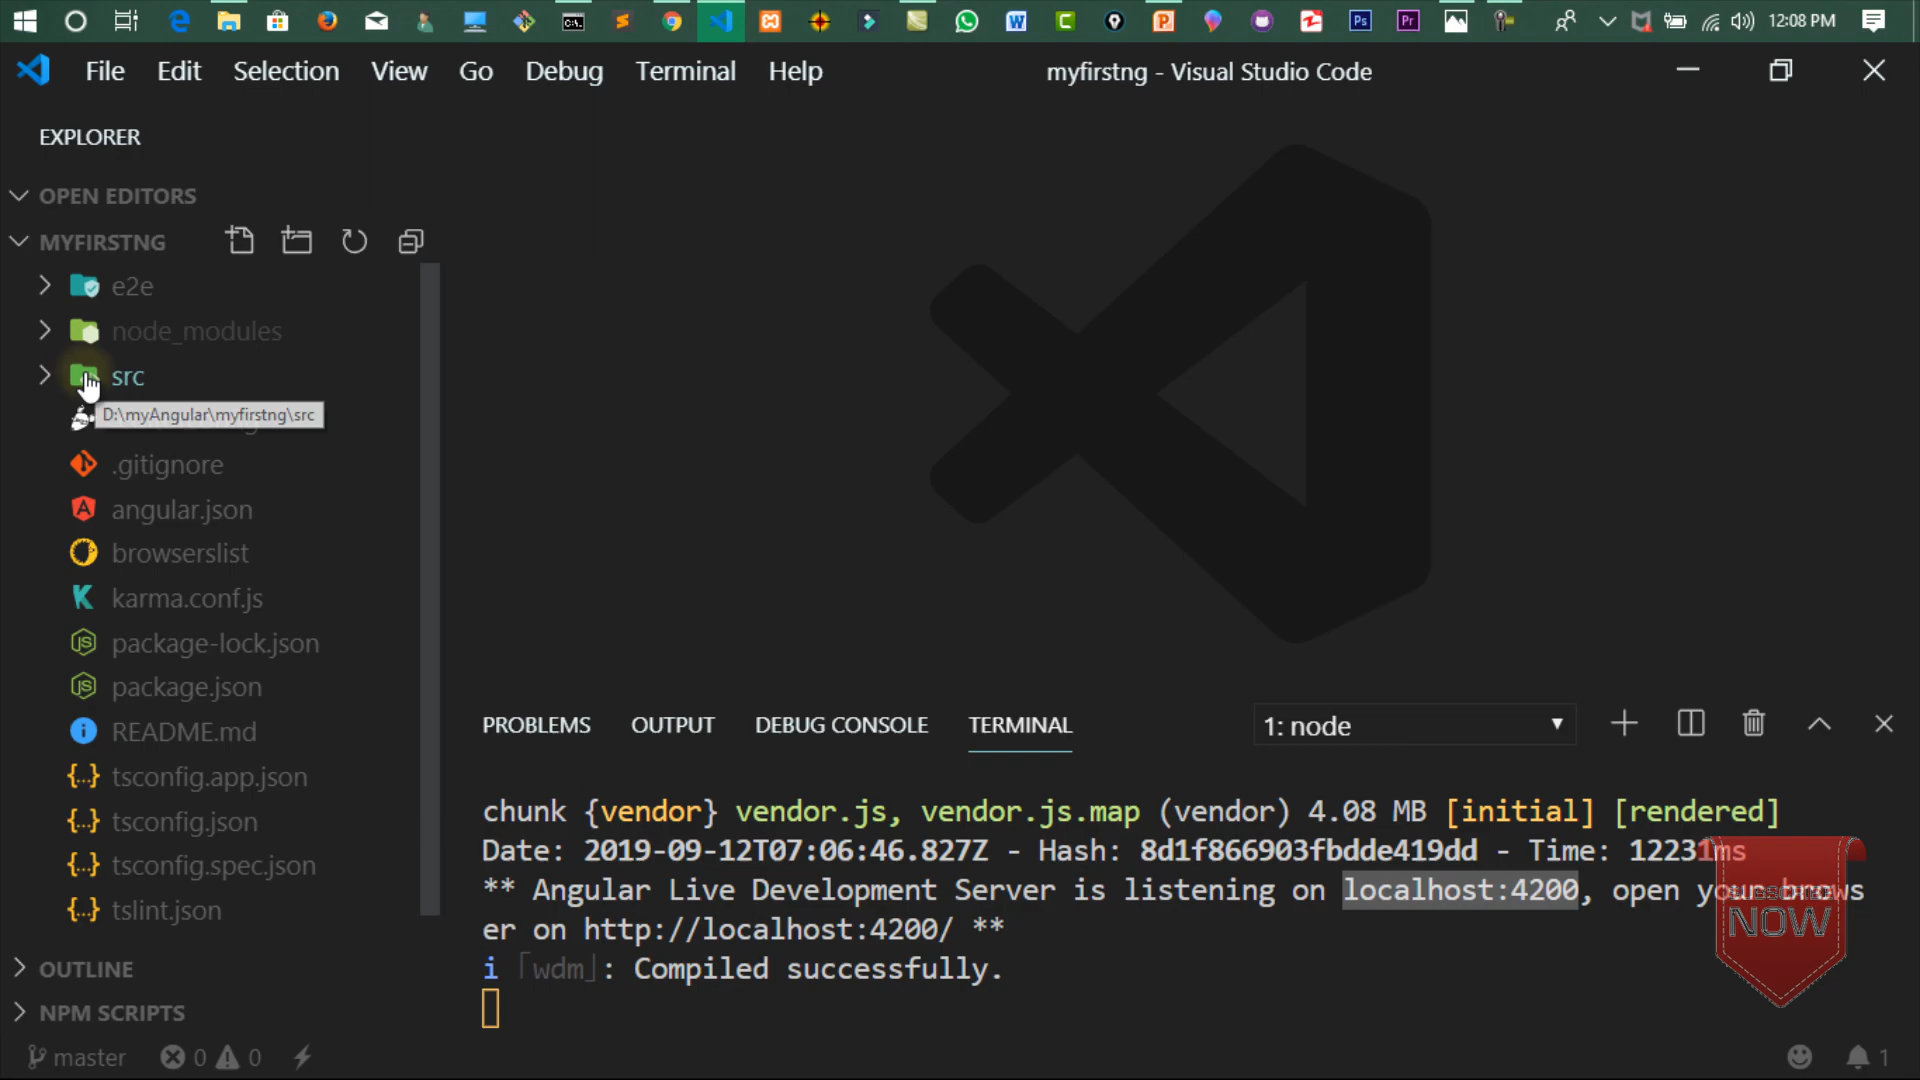 12:08 PM
File Edit Selection View Go Debug Terminal Help
myfirstng - Visual Studio Code
EXPLORER
OPEN EDITORS
MYFIRSTNG
e2e
node_modules
src
D:\myAngular\myfirstng\src
.gitignore
angular.json
browserslist
karma.conf.js
package-lock.json
package.json
README.md
tsconfig.app.json
tsconfig.json
tsconfig.spec.json
tslint.json
OUTLINE
NPM SCRIPTS
master 0 0
PROBLEMS OUTPUT DEBUG CONSOLE TERMINAL
1: node
chunk {vendor} vendor.js, vendor.js.map (vendor) 4.08 MB [initial] [rendered]
Date: 2019-09-12T07:06:46.827Z - Hash: 8d1f866903fbdde419dd - Time: 12231ms
** Angular Live Development Server is listening on localhost:4200, open your brows
er on http://localhost:4200/ **
i ｢wdm｣: Compiled successfully.
SUBSCRIBE
NOW
1